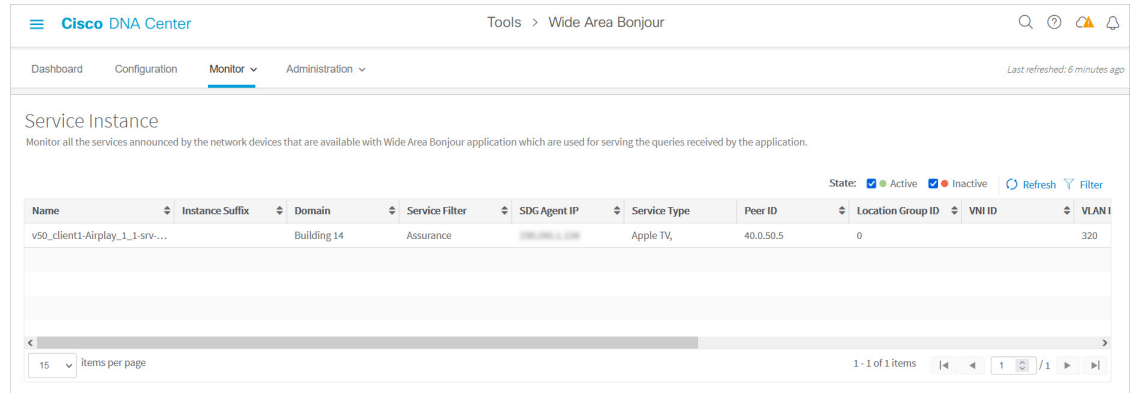 Cisco DNA Center
Tools > Wide Area Bonjour
Dashboard Configuration Monitor Administration Last refreshed: 6 minutes ago
Service Instance
Monitor all the services announced by the network devices that are available with Wide Area Bonjour application which are used for serving the queries received by the application.
State: Active Inactive Refresh Filter
Name Instance Suffix Domain Service Filter SDG Agent IP Service Type Peer ID Location Group ID VNI ID VLAN I
v50_client1-Airplay_1_1-srv-... Building 14 Assurance Apple TV, 40.0.50.5 0 320
15 items per page 1 - 1 of 1 items 1 / 1